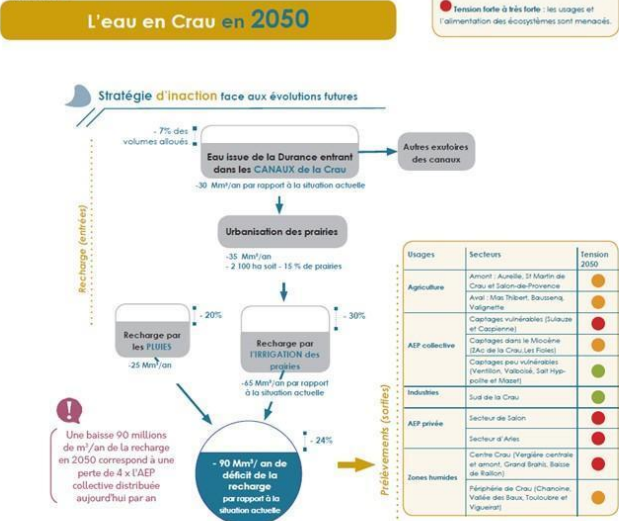 L'eau en Crau en 2050
Tension forte à très forte : les usages et
l'alimentation des écosystèmes sont menacés.
Stratégie d'inaction face aux évolutions futures
- 7% des
volumes alloués
Eau issue de la Durance entrant
dans les CANAUX de la Crau
Autres exutoires
des canaux
-30 Mm³/an par rapport à la situation actuelle
Recharge (entrées)
Urbanisation des prairies
-35 Mm³/an
- 2 100 ha soit - 15 % de prairies
- 20%
Recharge par
les PLUIES
-25 Mm³/an
- 30%
Recharge par
l'IRRIGATION des
prairies
-65 Mm³/an par rapport
à la situation actuelle
!
Une baisse 90 millions
de m³/an de la recharge
en 2050 correspond à une
perte de 4 x l'AEP
collective distribuée
aujourd'hui par an
- 24%
- 90 Mm³/ an de
déficit de la
recharge
par rapport à la
situation actuelle
Prélèvements (sorties)
Usages Secteurs Tension
2050
Agriculture
Amont : Aureille, St Martin de
Crau et Salon-de-Provence
Aval : Mas Thibert, Baussenq,
Valignette
AEP collective
Captages vulnérables (Sulauze
et Caspienne)
Captages dans le Miocène
(ZAc de la Crau, Les Foles)
Captages peu vulnérables
(Ventillon, Valboisé, Sait Hyp-
polite et Mazet)
Industries Sud de la Crau
AEP privée
Secteur de Salon
Secteur d'Arles
Zones humides
Centre Crau (Vergière centrale
et amont, Grand Brahis, Baisse
de Raillon)
Périphérie de Crau (Chanoine,
Vallée des Baux, Touloubre et
Vigueirat)